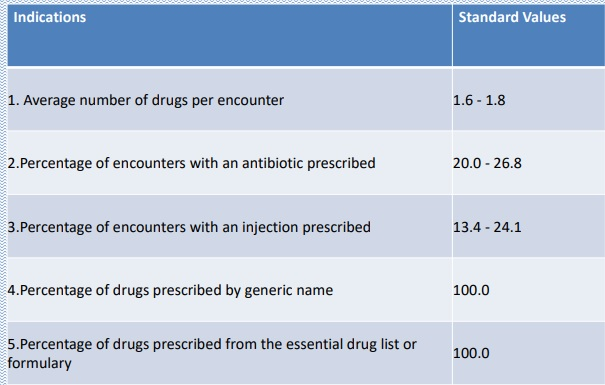 Indications Standard Values
1. Average number of drugs per encounter 1.6 - 1.8
2.Percentage of encounters with an antibiotic prescribed 20.0 - 26.8
3.Percentage of encounters with an injection prescribed 13.4 - 24.1
4.Percentage of drugs prescribed by generic name 100.0
5.Percentage of drugs prescribed from the essential drug list or
formulary 100.0